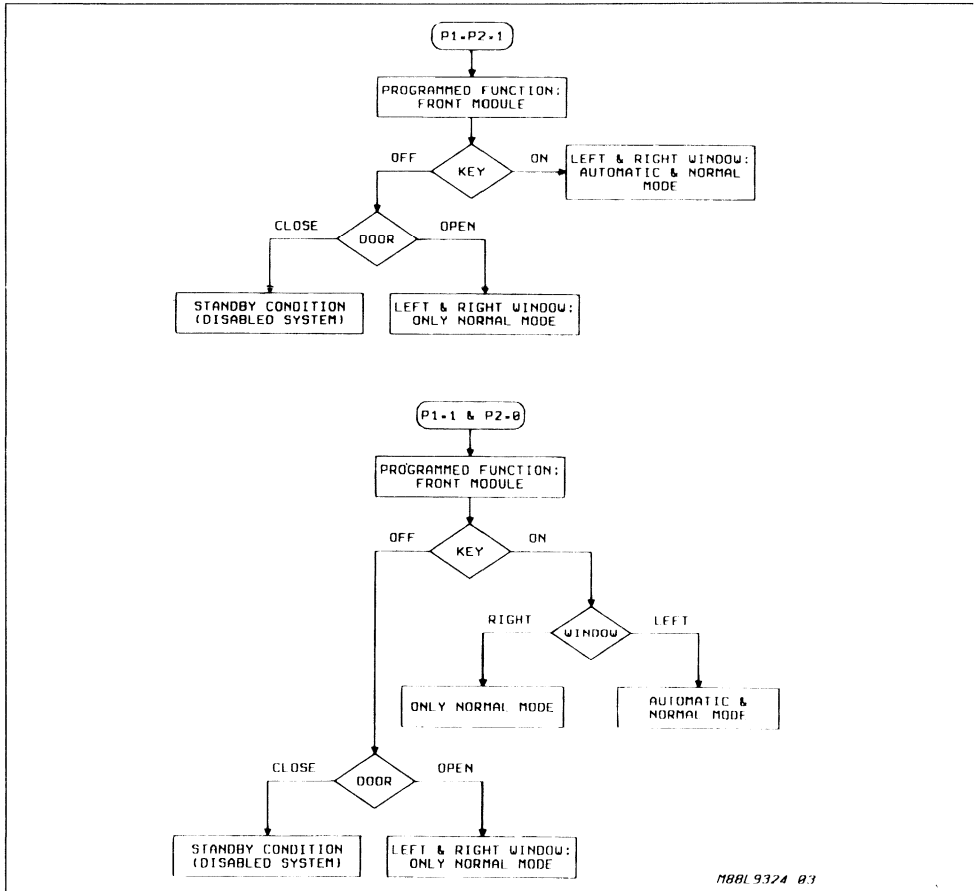 P1=P2=1
PROGRAMMED FUNCTION:
FRONT MODULE
OFF
KEY
ON
LEFT & RIGHT WINDOW:
AUTOMATIC & NORMAL
MODE
CLOSE
DOOR
OPEN
STANDBY CONDITION
(DISABLED SYSTEM)
LEFT & RIGHT WINDOW:
ONLY NORMAL MODE
P1=1 & P2=0
PROGRAMMED FUNCTION:
FRONT MODULE
OFF
KEY
ON
RIGHT
WINDOW
LEFT
ONLY NORMAL MODE
AUTOMATIC &
NORMAL MODE
CLOSE
DOOR
OPEN
STANDBY CONDITION
(DISABLED SYSTEM)
LEFT & RIGHT WINDOW:
ONLY NORMAL MODE
M88L9324 03